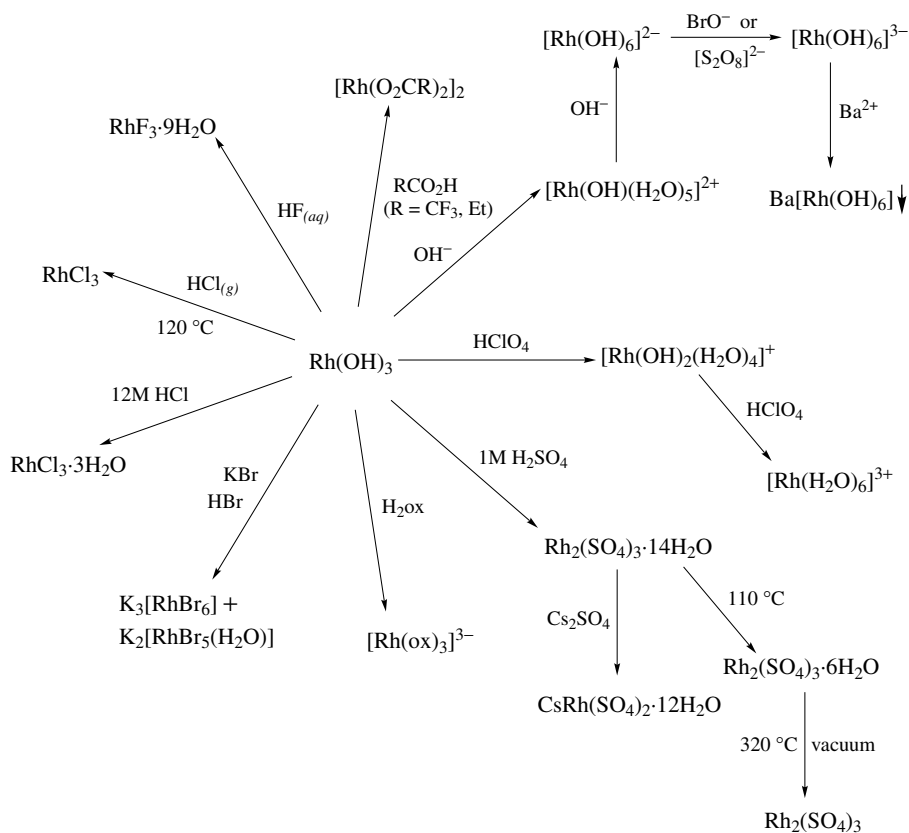 [Rh(OH)₆]²⁻
BrO⁻ or
[S₂O₈]²⁻
[Rh(OH)₆]³⁻
[Rh(O₂CR)₂]₂
OH⁻
Ba²⁺
RhF₃·9H₂O
RCO₂H
(R = CF₃, Et)
[Rh(OH)(H₂O)₅]²⁺
Ba[Rh(OH)₆]↓
HF(aq)
OH⁻
RhCl₃
HCl(g)
120 °C
Rh(OH)₃
HClO₄
[Rh(OH)₂(H₂O)₄]⁺
12M HCl
HClO₄
RhCl₃·3H₂O
1M H₂SO₄
KBr
HBr
H₂ox
[Rh(H₂O)₆]³⁺
Rh₂(SO₄)₃·14H₂O
K₃[RhBr₆] +
K₂[RhBr₅(H₂O)]
[Rh(ox)₃]³⁻
Cs₂SO₄
110 °C
Rh₂(SO₄)₃·6H₂O
CsRh(SO₄)₂·12H₂O
320 °C vacuum
Rh₂(SO₄)₃